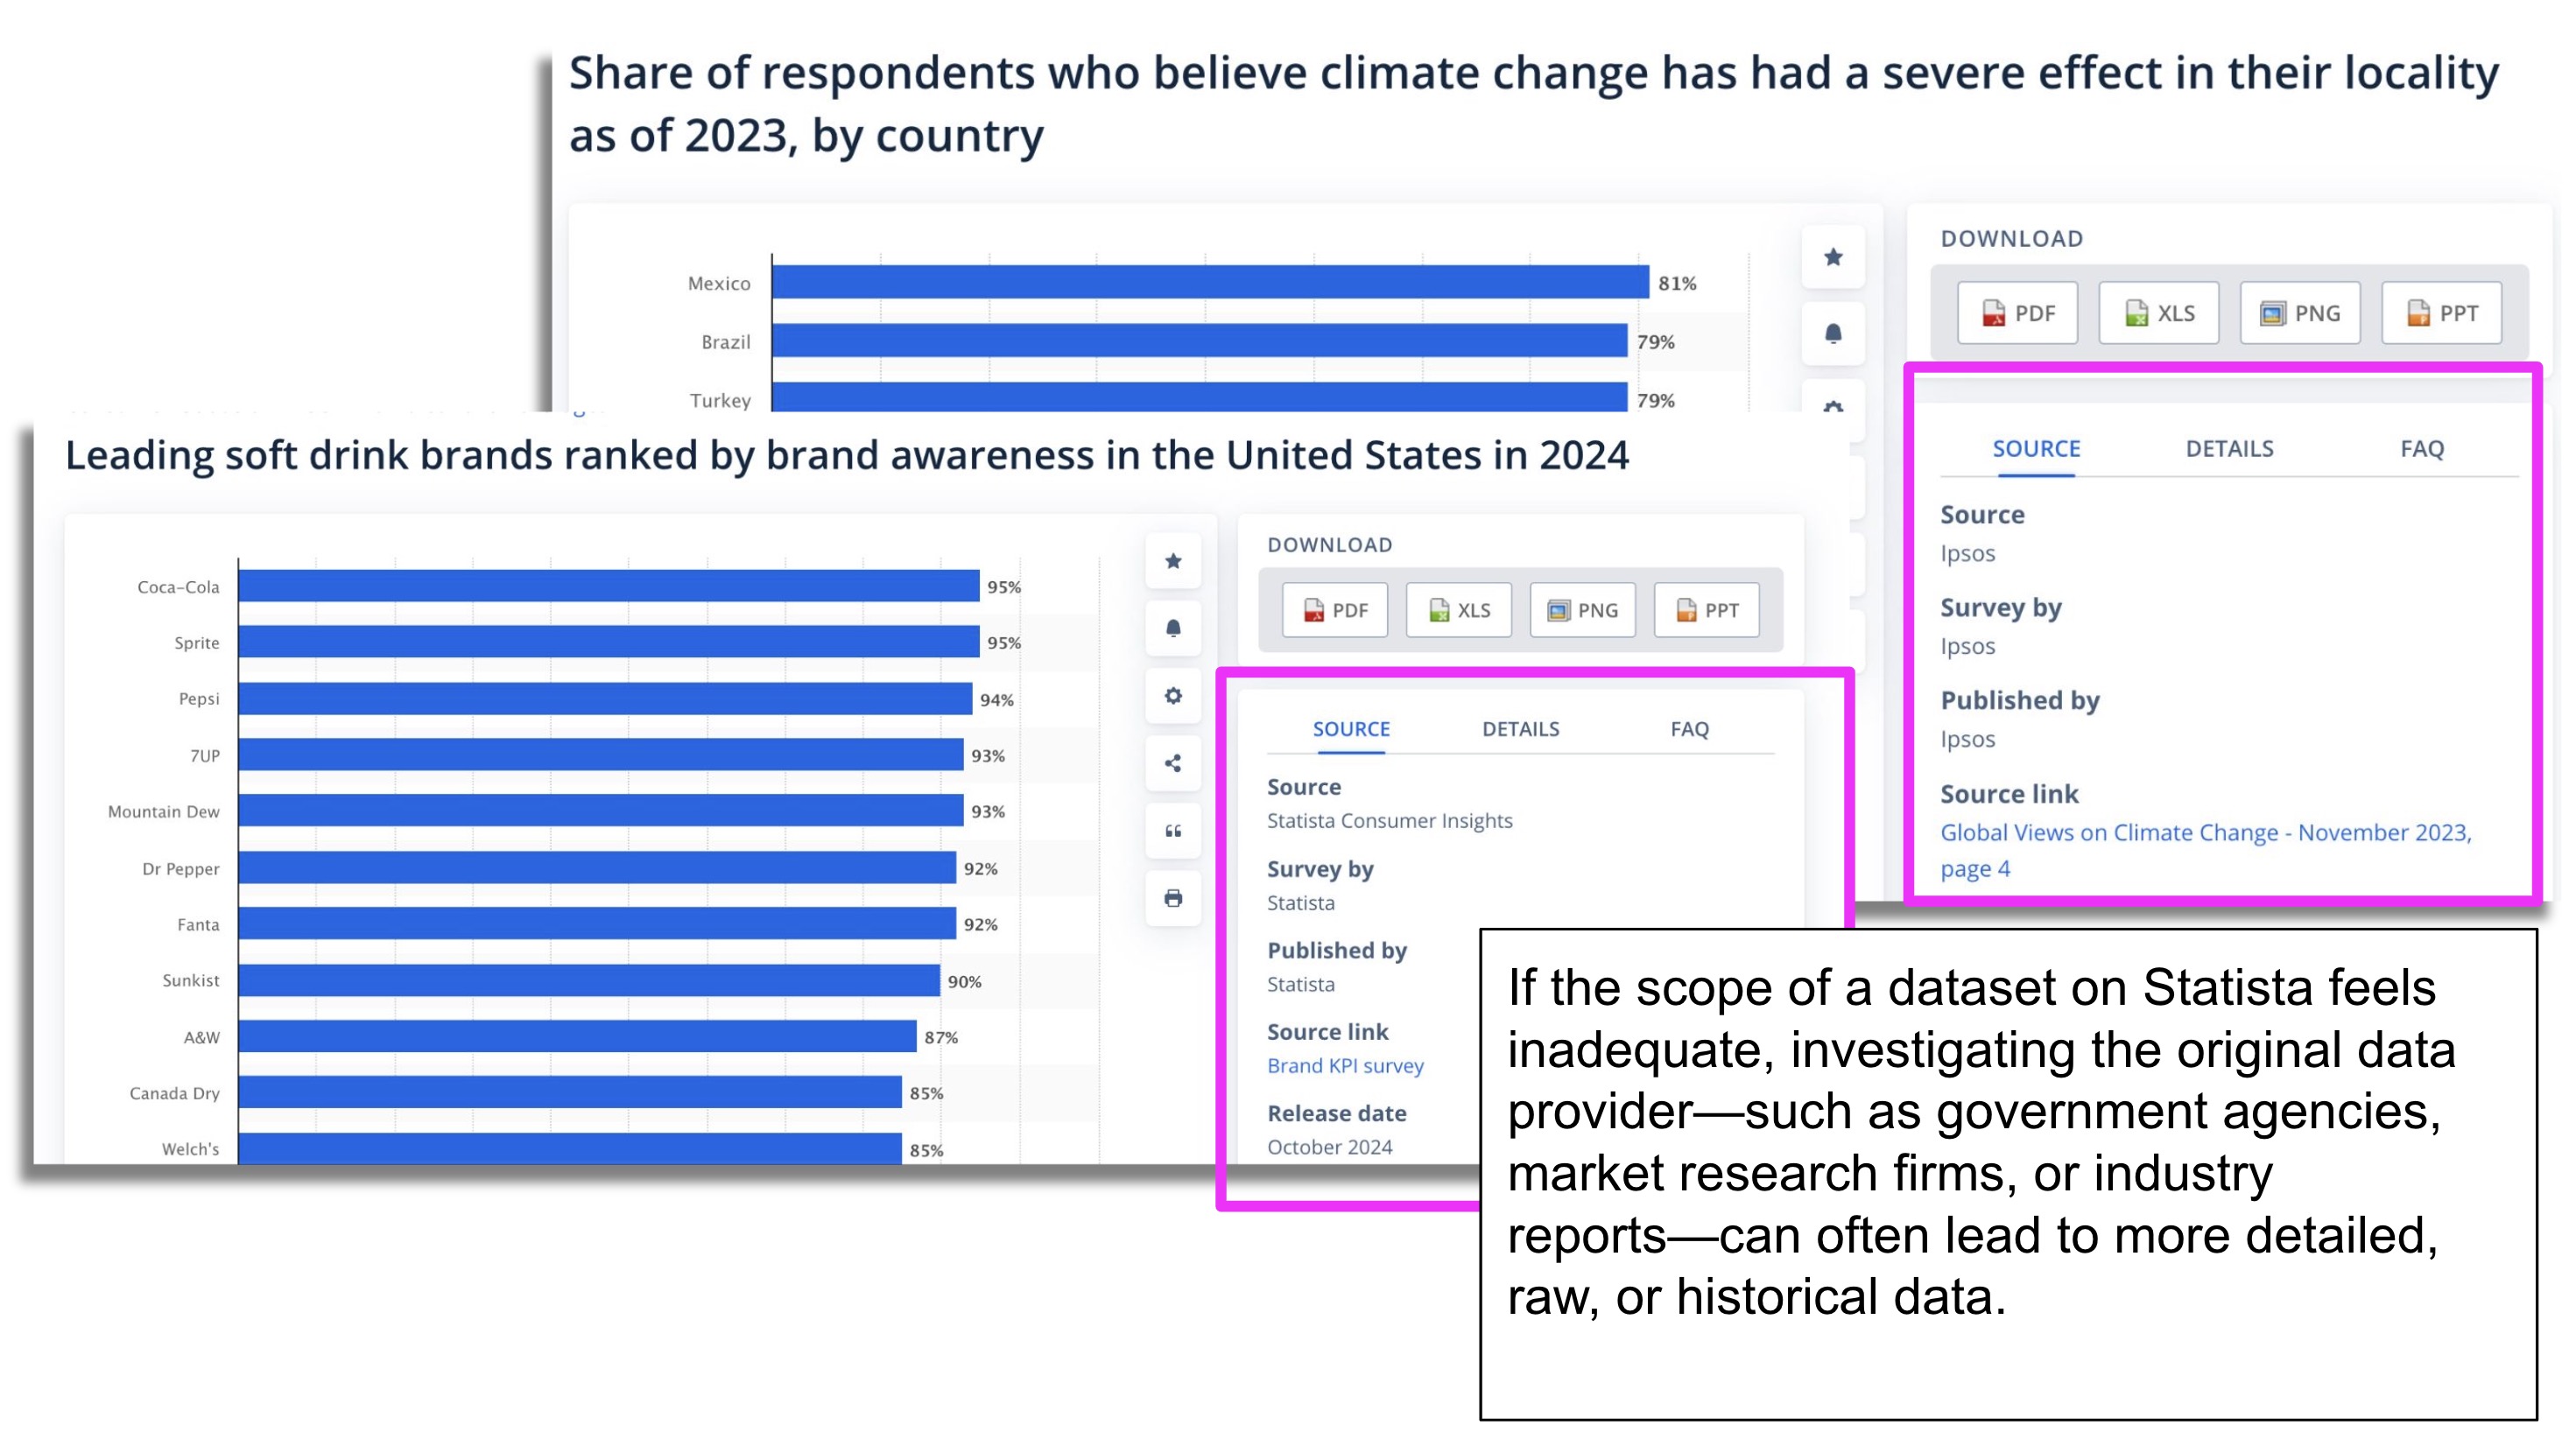 Share of respondents who believe climate change has had a severe effect in their locality
as of 2023, by country
Mexico
81%
Brazil
79%
Turkey
79%
DOWNLOAD
PDF
XLS
PNG
PPT
SOURCE
DETAILS
FAQ
Source
Ipsos
Survey by
Ipsos
Published by
Ipsos
Source link
Global Views on Climate Change - November 2023,
page 4
Leading soft drink brands ranked by brand awareness in the United States in 2024
Coca-Cola
95%
Sprite
95%
Pepsi
94%
7UP
93%
Mountain Dew
93%
Dr Pepper
92%
Fanta
92%
Sunkist
90%
A&W
87%
Canada Dry
85%
Welch's
85%
DOWNLOAD
PDF
XLS
PNG
PPT
SOURCE
DETAILS
FAQ
Source
Statista Consumer Insights
Survey by
Statista
Published by
Statista
Source link
Brand KPI survey
Release date
October 2024
If the scope of a dataset on Statista feels
inadequate, investigating the original data
provider—such as government agencies,
market research firms, or industry
reports—can often lead to more detailed,
raw, or historical data.